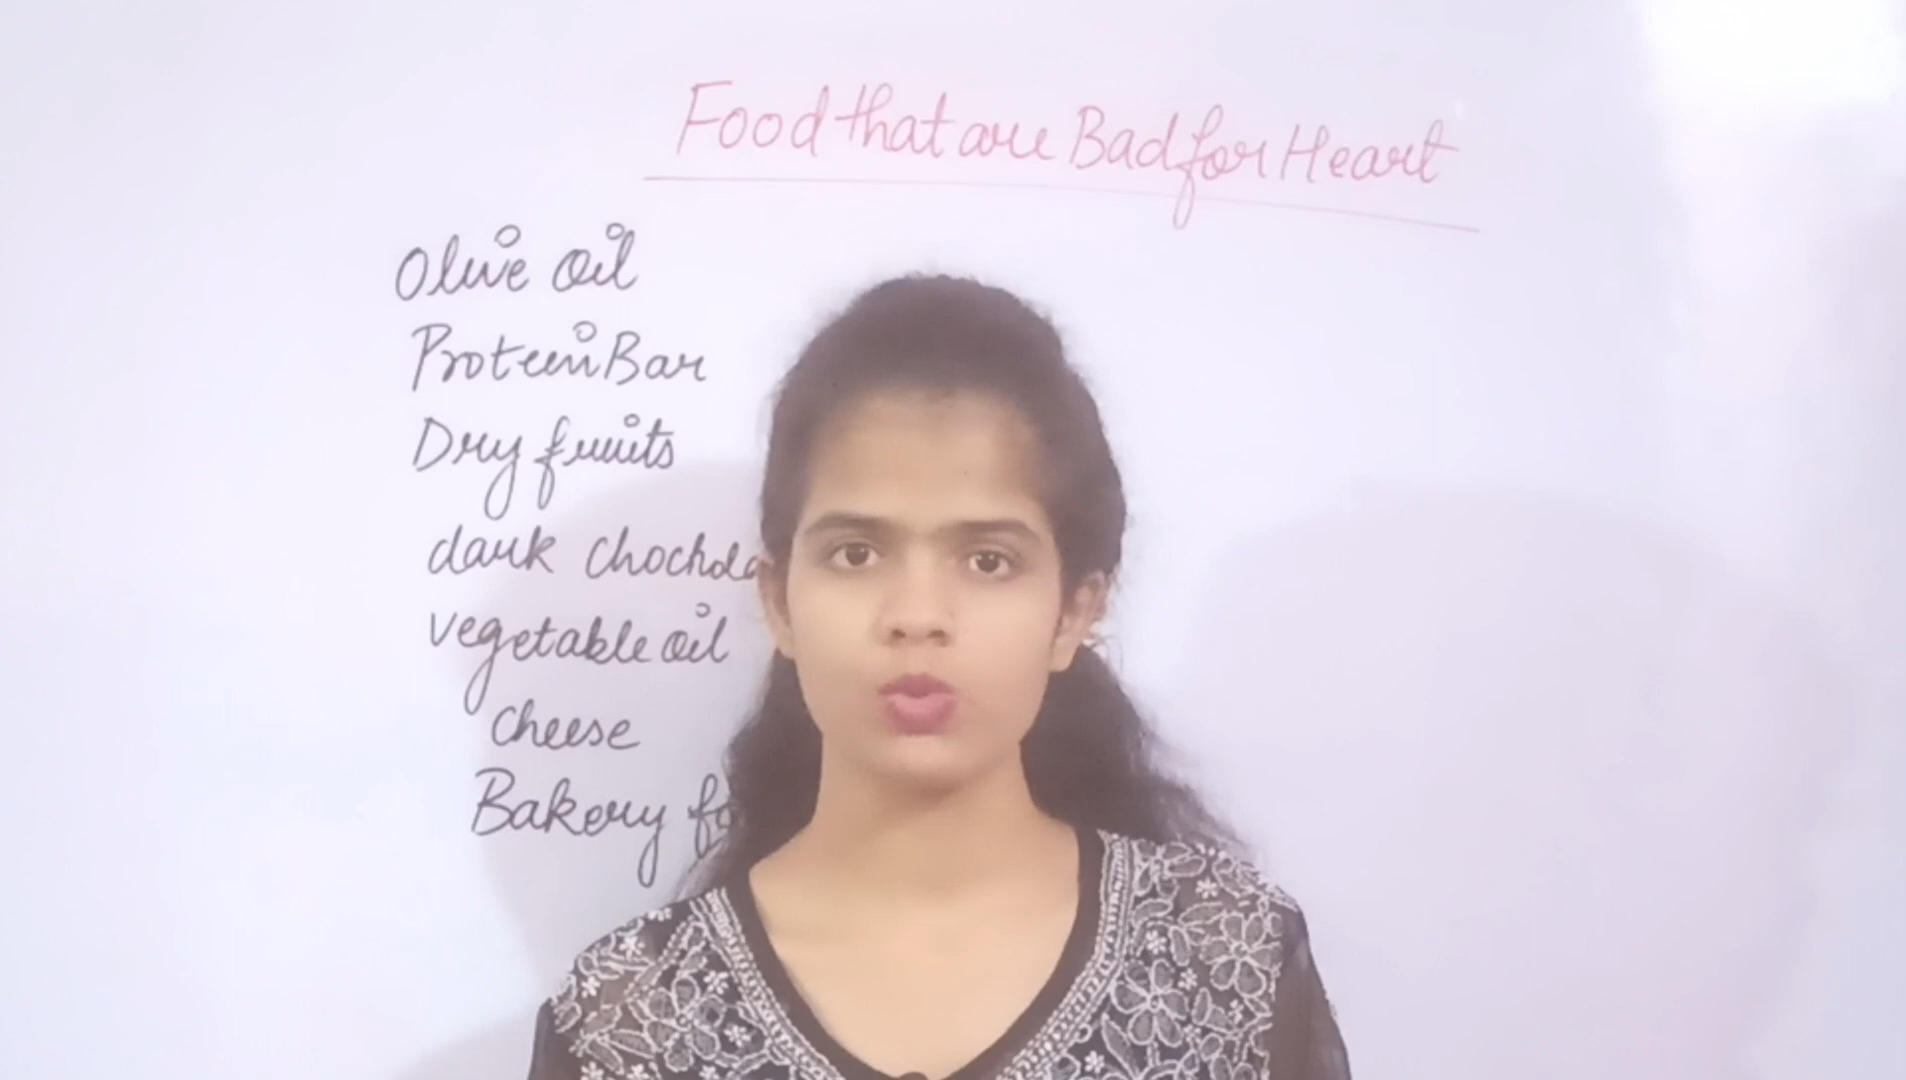 Food that are Bad for Heart
Olive Oil
Protein Bar
Dry fruits
dark
vegetable oil
cheese
Bakery